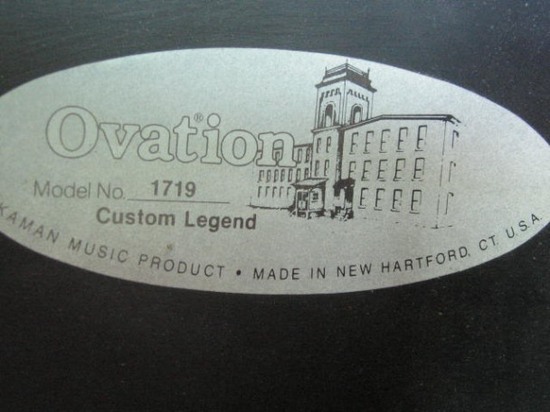 Ovation®
Model No. 1719
Custom Legend
KAMAN MUSIC PRODUCT • MADE IN NEW HARTFORD, CT. U.S.A.